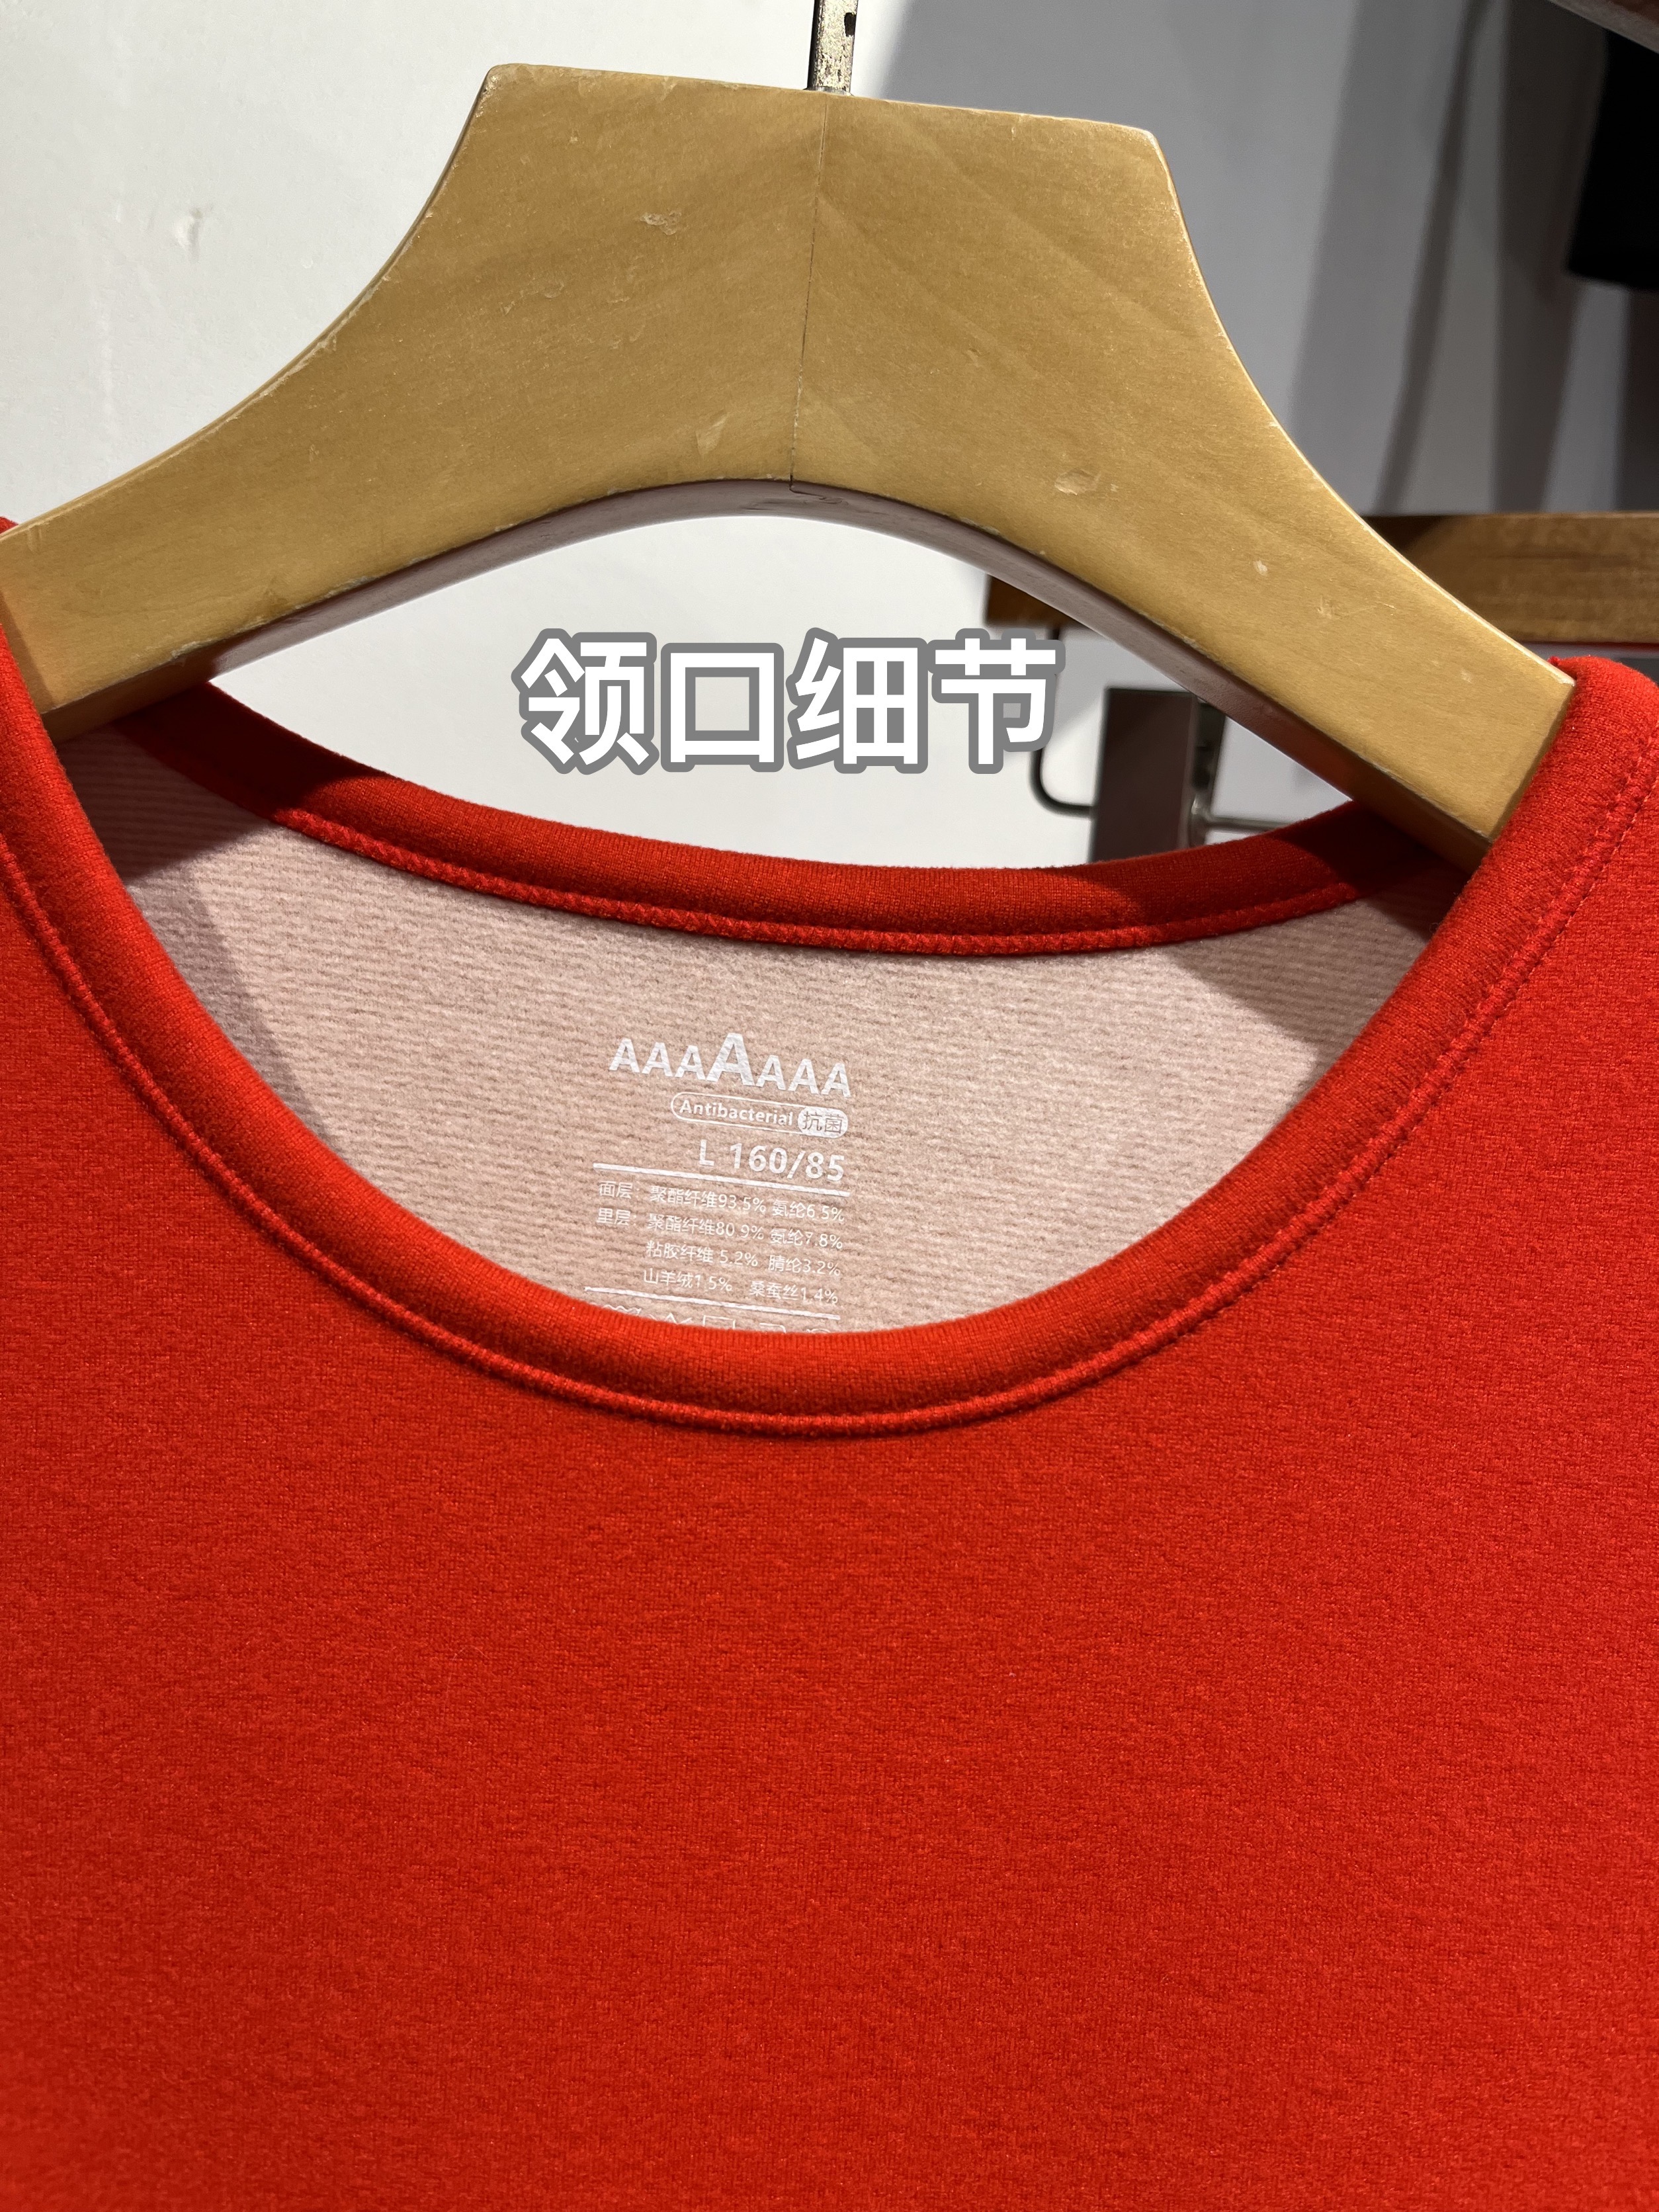 领口细节
AAAAAAA
Antibacterial 抗菌
L 160/85
面层：聚酯纤维93.5% 氨纶6.5%
里层：聚酯纤维80.9% 氨纶7.8%
粘胶纤维 5.2% 腈纶3.2%
山羊绒1.5% 桑蚕丝1.4%